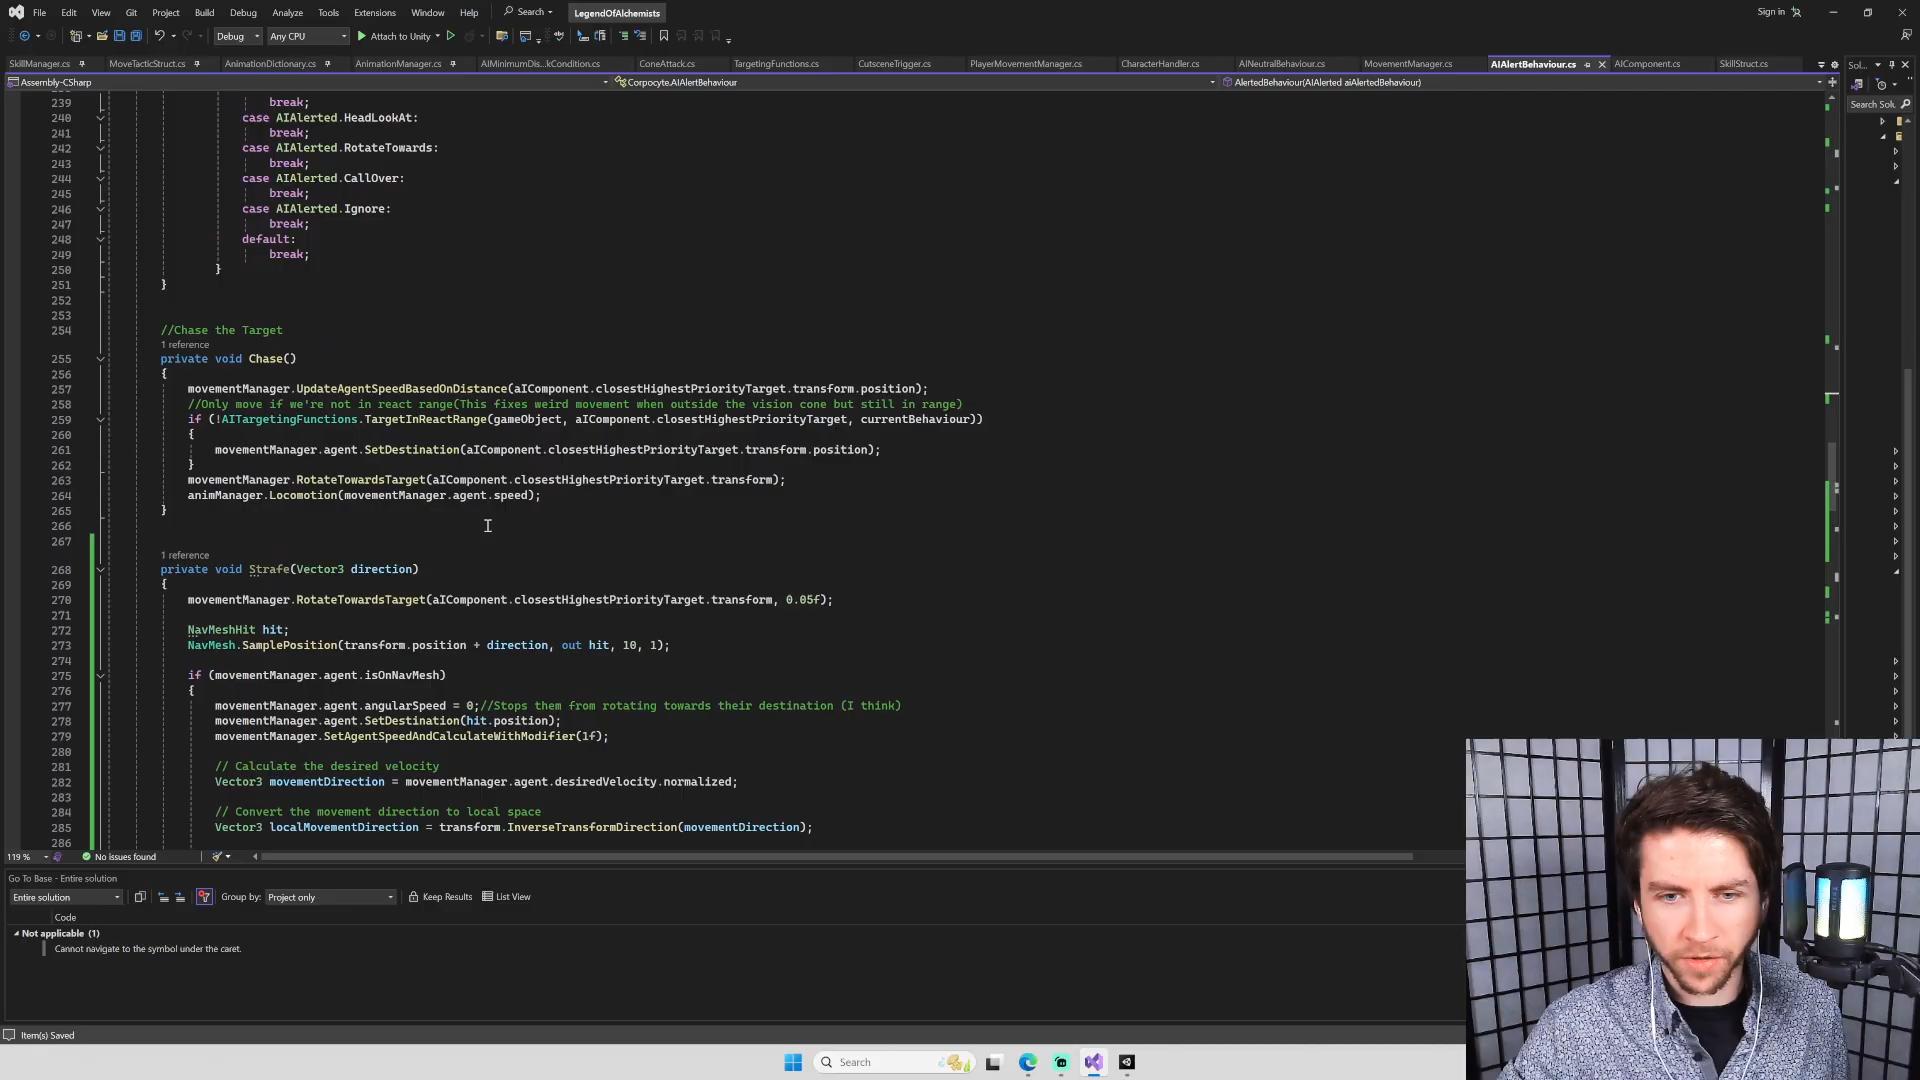 File Edit View Git Project Build Debug Analyze Tools Extensions Window Help Search LegendOfAlchemists Sign in
Debug Any CPU Attach to Unity
SkillManager.cs MoveTacticStruct.cs AnimationDictionary.cs AnimationManager.cs AIMinimumDis...kCondition.cs ConeAttack.cs TargetingFunctions.cs CutsceneTrigger.cs PlayerMovementManager.cs CharacterHandler.cs AINeutralBehaviour.cs MovementManager.cs AIAlertBehaviour.cs AIComponent.cs SkillStruct.cs Sol...
Assembly-CSharp Corpocyte.AIAlertBehaviour AlertedBehaviour(AIAlerted aiAlertedBehaviour)
Search Solu
239 break;
240 case AIAlerted.HeadLookAt:
241 break;
242 case AIAlerted.RotateTowards:
243 break;
244 case AIAlerted.CallOver:
245 break;
246 case AIAlerted.Ignore:
247 break;
248 default:
249 break;
250 }
251 }
252
253
254 //Chase the Target
1 reference
255 private void Chase()
256 {
257 movementManager.UpdateAgentSpeedBasedOnDistance(aIComponent.closestHighestPriorityTarget.transform.position);
258 //Only move if we're not in react range(This fixes weird movement when outside the vision cone but still in range)
259 if (!AITargetingFunctions.TargetInReactRange(gameObject, aIComponent.closestHighestPriorityTarget, currentBehaviour))
260 {
261 movementManager.agent.SetDestination(aIComponent.closestHighestPriorityTarget.transform.position);
262 }
263 movementManager.RotateTowardsTarget(aIComponent.closestHighestPriorityTarget.transform);
264 animManager.Locomotion(movementManager.agent.speed);
265 }
266
267
1 reference
268 private void Strafe(Vector3 direction)
269 {
270 movementManager.RotateTowardsTarget(aIComponent.closestHighestPriorityTarget.transform, 0.05f);
271
272 NavMeshHit hit;
273 NavMesh.SamplePosition(transform.position + direction, out hit, 10, 1);
274
275 if (movementManager.agent.isOnNavMesh)
276 {
277 movementManager.agent.angularSpeed = 0;//Stops them from rotating towards their destination (I think)
278 movementManager.agent.SetDestination(hit.position);
279 movementManager.SetAgentSpeedAndCalculateWithModifier(1f);
280
281 // Calculate the desired velocity
282 Vector3 movementDirection = movementManager.agent.desiredVelocity.normalized;
283
284 // Convert the movement direction to local space
285 Vector3 localMovementDirection = transform.InverseTransformDirection(movementDirection);
286
119 % No issues found
Go To Base - Entire solution
Entire solution Group by: Project only Keep Results List View
Code
Not applicable (1)
Cannot navigate to the symbol under the caret.
Item(s) Saved
Search